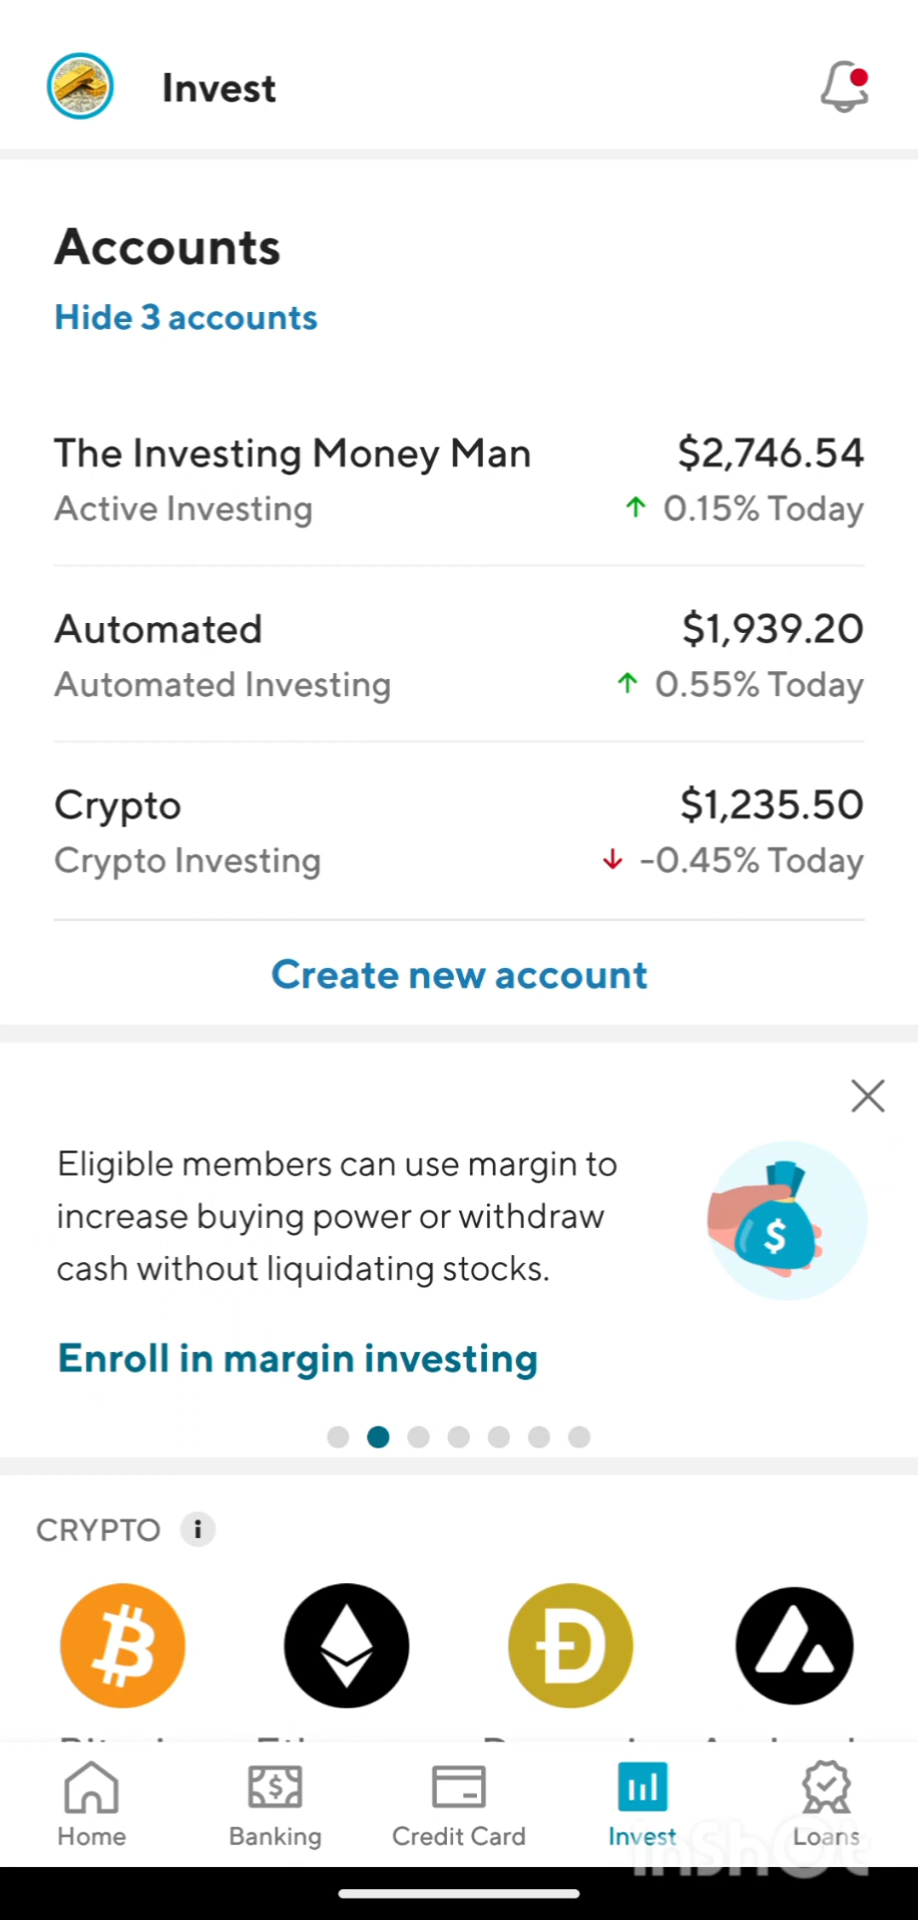 Invest
Accounts
Hide 3 accounts
The Investing Money Man $2,746.54
Active Investing ↑ 0.15% Today
Automated $1,939.20
Automated Investing ↑ 0.55% Today
Crypto $1,235.50
Crypto Investing ↓ -0.45% Today
Create new account
Eligible members can use margin to
increase buying power or withdraw
cash without liquidating stocks.
Enroll in margin investing
CRYPTO i
Home Banking Credit Card Invest Loans
InShOt